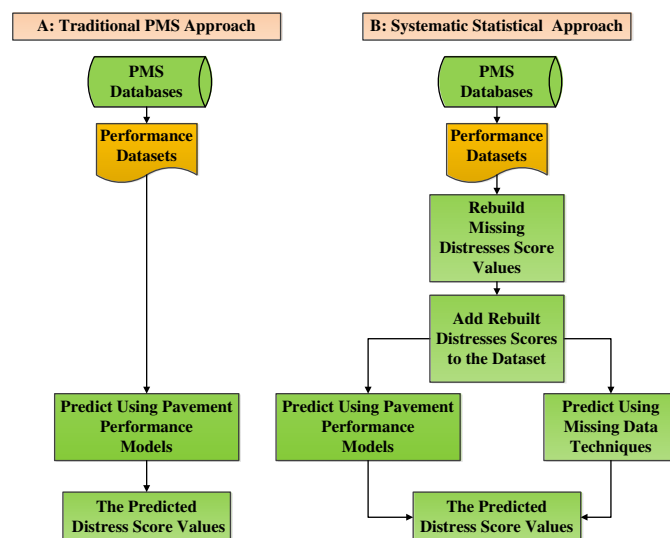 A: Traditional PMS Approach
PMS
Databases
Performance
Datasets
Predict Using Pavement
Performance
Models
The Predicted
Distress Score Values
B: Systematic Statistical Approach
PMS
Databases
Performance
Datasets
Rebuild
Missing
Distresses Score
Values
Add Rebuilt
Distresses Scores
to the Dataset
Predict Using Pavement
Performance
Models
Predict Using
Missing Data
Techniques
The Predicted
Distress Score Values